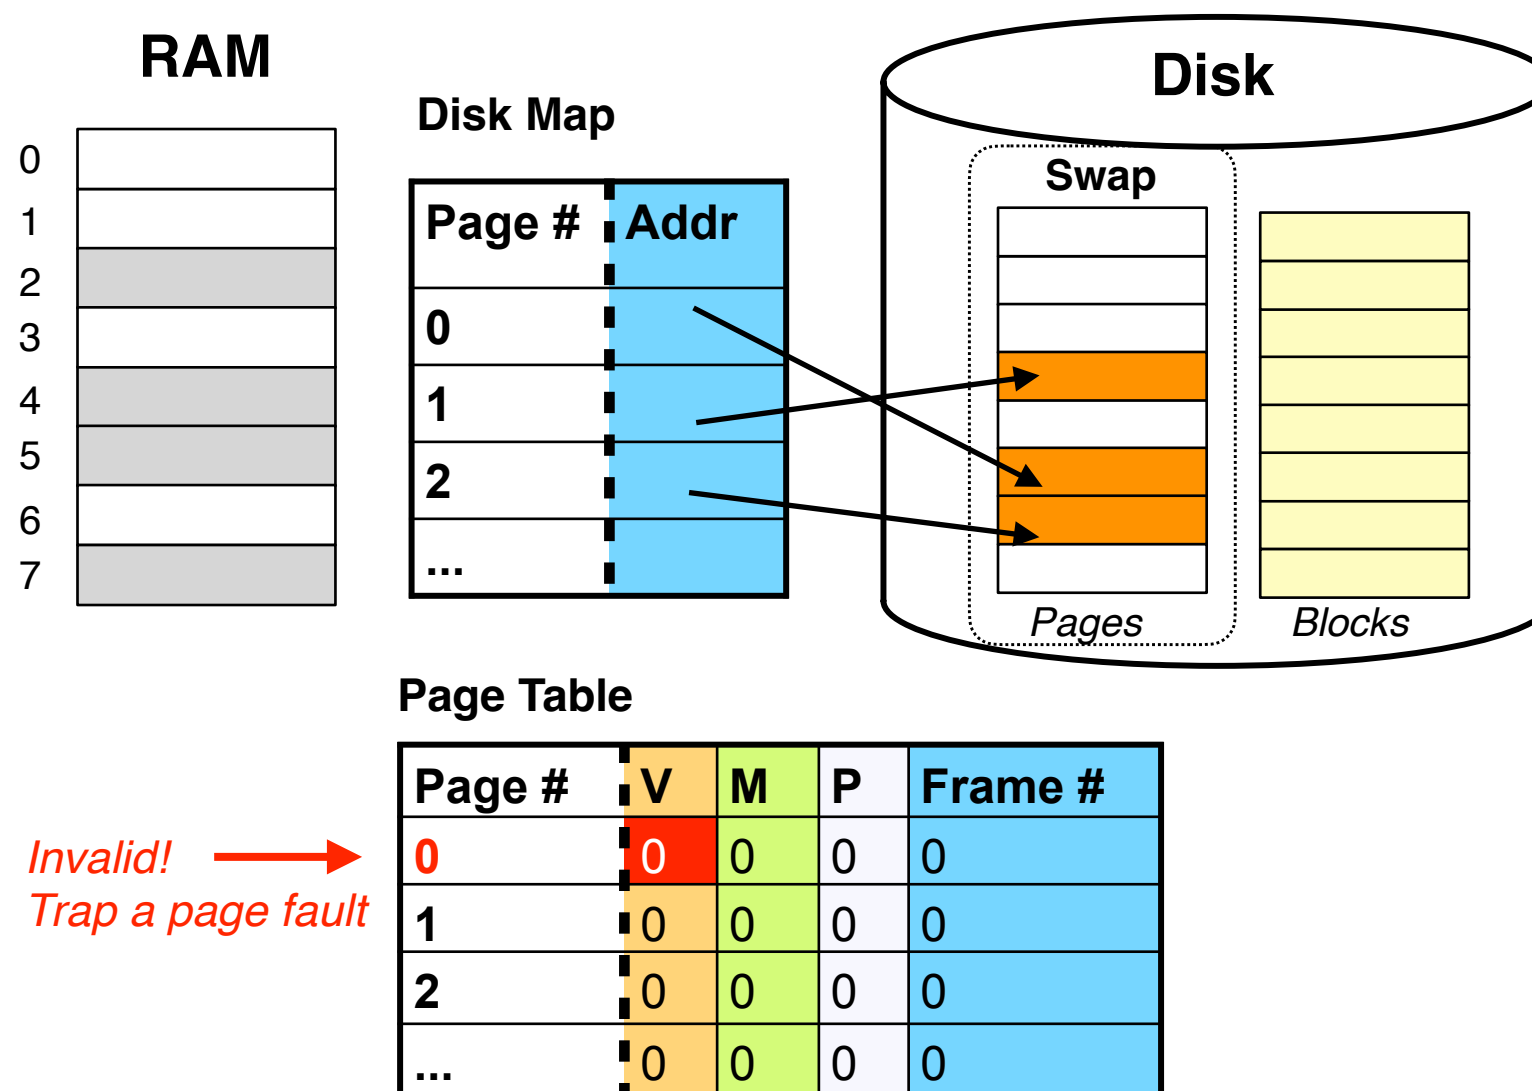 RAM
0
1
2
3
4
5
6
7
Disk Map
Page # Addr
0
1
2
...
Disk
Swap
Pages
Blocks
Page Table
Page # V M P Frame #
0 0 0 0 0
1 0 0 0 0
2 0 0 0 0
... 0 0 0 0
Invalid!
Trap a page fault